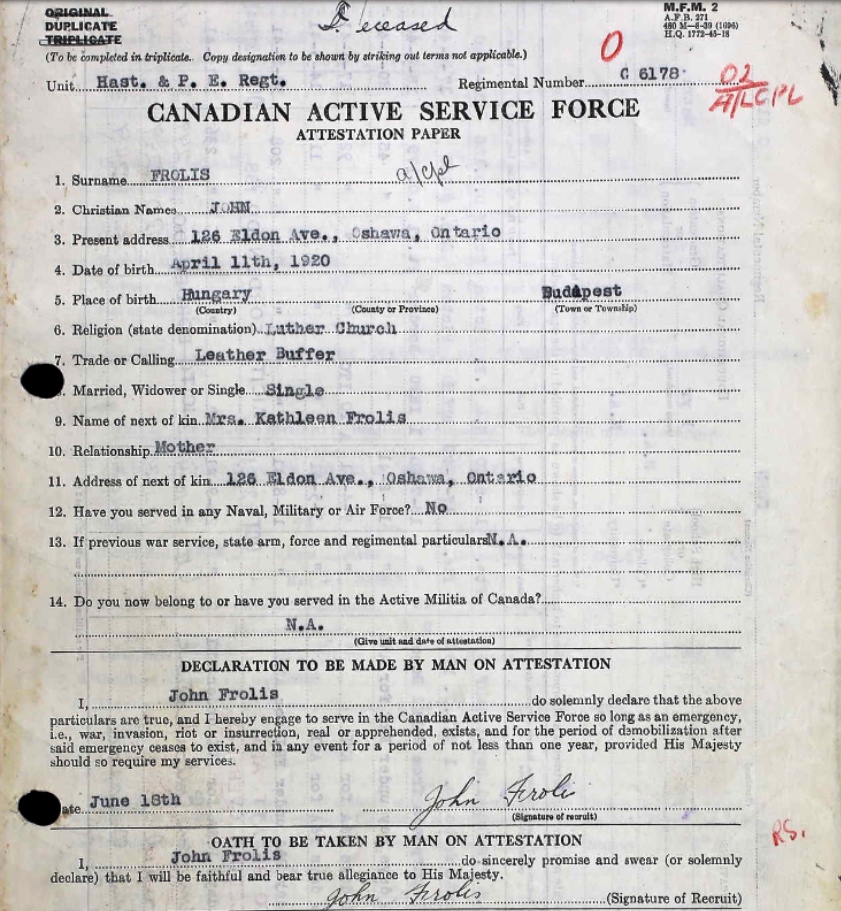 ORIGINAL
DUPLICATE
TRIPLICATE
Deceased
M.F.M. 2
A.F.B. 271
480 M—8-39 (1696)
H.Q. 1772-45-18
(To be completed in triplicate. Copy designation to be shown by striking out terms not applicable.)
O
Unit Hast. & P. E. Regt. Regimental Number C 6178
02
A/LCPL
CANADIAN ACTIVE SERVICE FORCE
ATTESTATION PAPER
a/cpl
1. Surname FROLIS
2. Christian Names JOHN
3. Present address 126 Eldon Ave., Oshawa, Ontario
4. Date of birth April 11th, 1920
5. Place of birth Hungary Budapest
(Country) (County or Province) (Town or Township)
6. Religion (state denomination) Luther Church
7. Trade or Calling Leather Buffer
Married, Widower or Single Single
9. Name of next of kin Mrs. Kathleen Frolis
10. Relationship Mother
11. Address of next of kin 126 Eldon Ave., Oshawa, Ontario
12. Have you served in any Naval, Military or Air Force? No
13. If previous war service, state arm, force and regimental particulars N.A.
14. Do you now belong to or have you served in the Active Militia of Canada?
N.A.
(Give unit and date of attestation)
DECLARATION TO BE MADE BY MAN ON ATTESTATION
I, John Frolis do solemnly declare that the above
particulars are true, and I hereby engage to serve in the Canadian Active Service Force so long as an emergency,
i.e., war, invasion, riot or insurrection, real or apprehended, exists, and for the period of demobilization after
said emergency ceases to exist, and in any event for a period of not less than one year, provided His Majesty
should so require my services.
ate June 18th John Frolis
(Signature of recruit)
RS.
OATH TO BE TAKEN BY MAN ON ATTESTATION
I, John Frolis do sincerely promise and swear (or solemnly
declare) that I will be faithful and bear true allegiance to His Majesty.
John Frolis (Signature of Recruit)